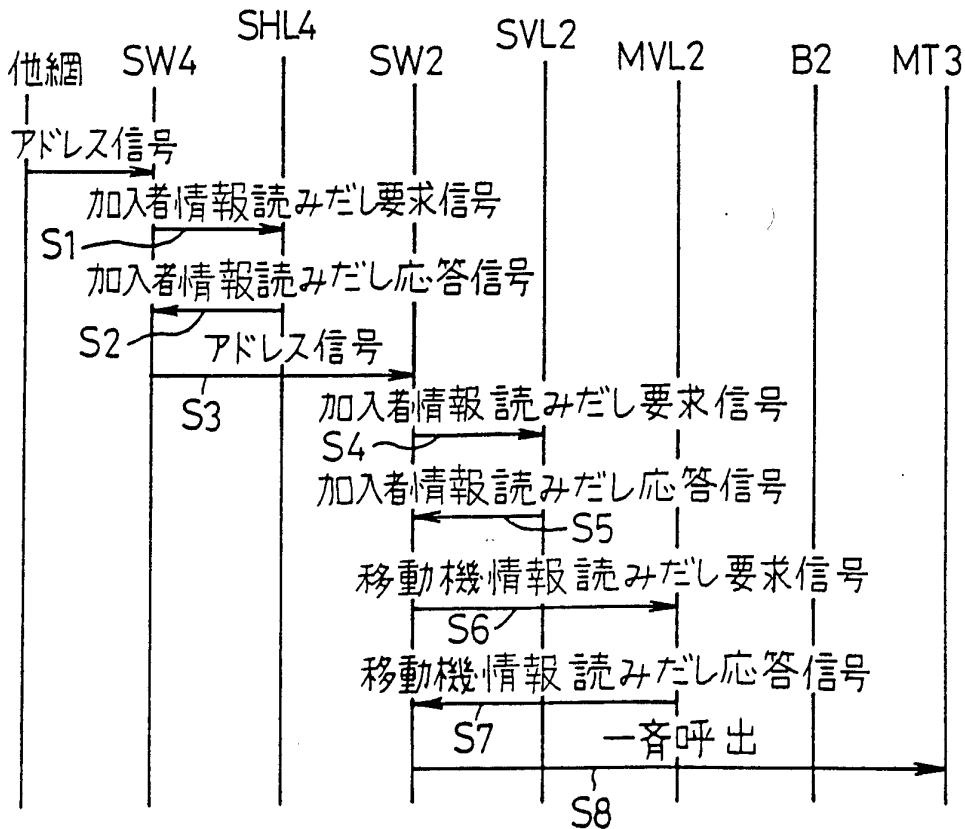 他網
SW4
SHL4
SW2
SVL2
MVL2
B2
MT3
アドレス信号
加入者情報読みだし要求信号
S1
加入者情報読みだし応答信号
S2
アドレス信号
S3
加入者情報読みだし要求信号
S4
加入者情報読みだし応答信号
S5
移動機情報読みだし要求信号
S6
移動機情報読みだし応答信号
S7
一斉呼出
S8